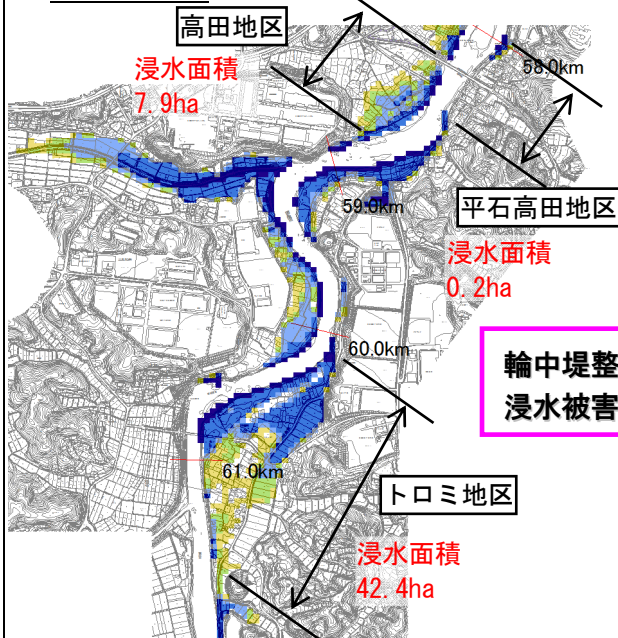 高田地区
浸水面積
7.9ha
58.0km
59.0km
平石高田地区
浸水面積
0.2ha
60.0km
輪中堤整
浸水被害
61.0km
トロミ地区
浸水面積
42.4ha